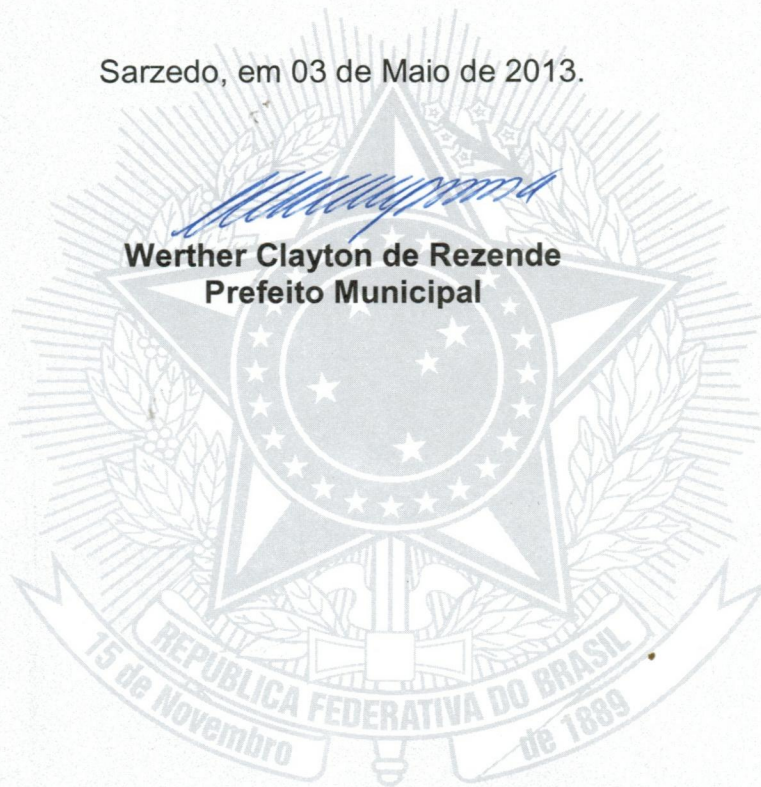 Sarzedo, em 03 de Maio de 2013.
Werther Clayton de Rezende
Prefeito Municipal
REPÚBLICA FEDERATIVA DO BRASIL
15 de Novembro de 1889